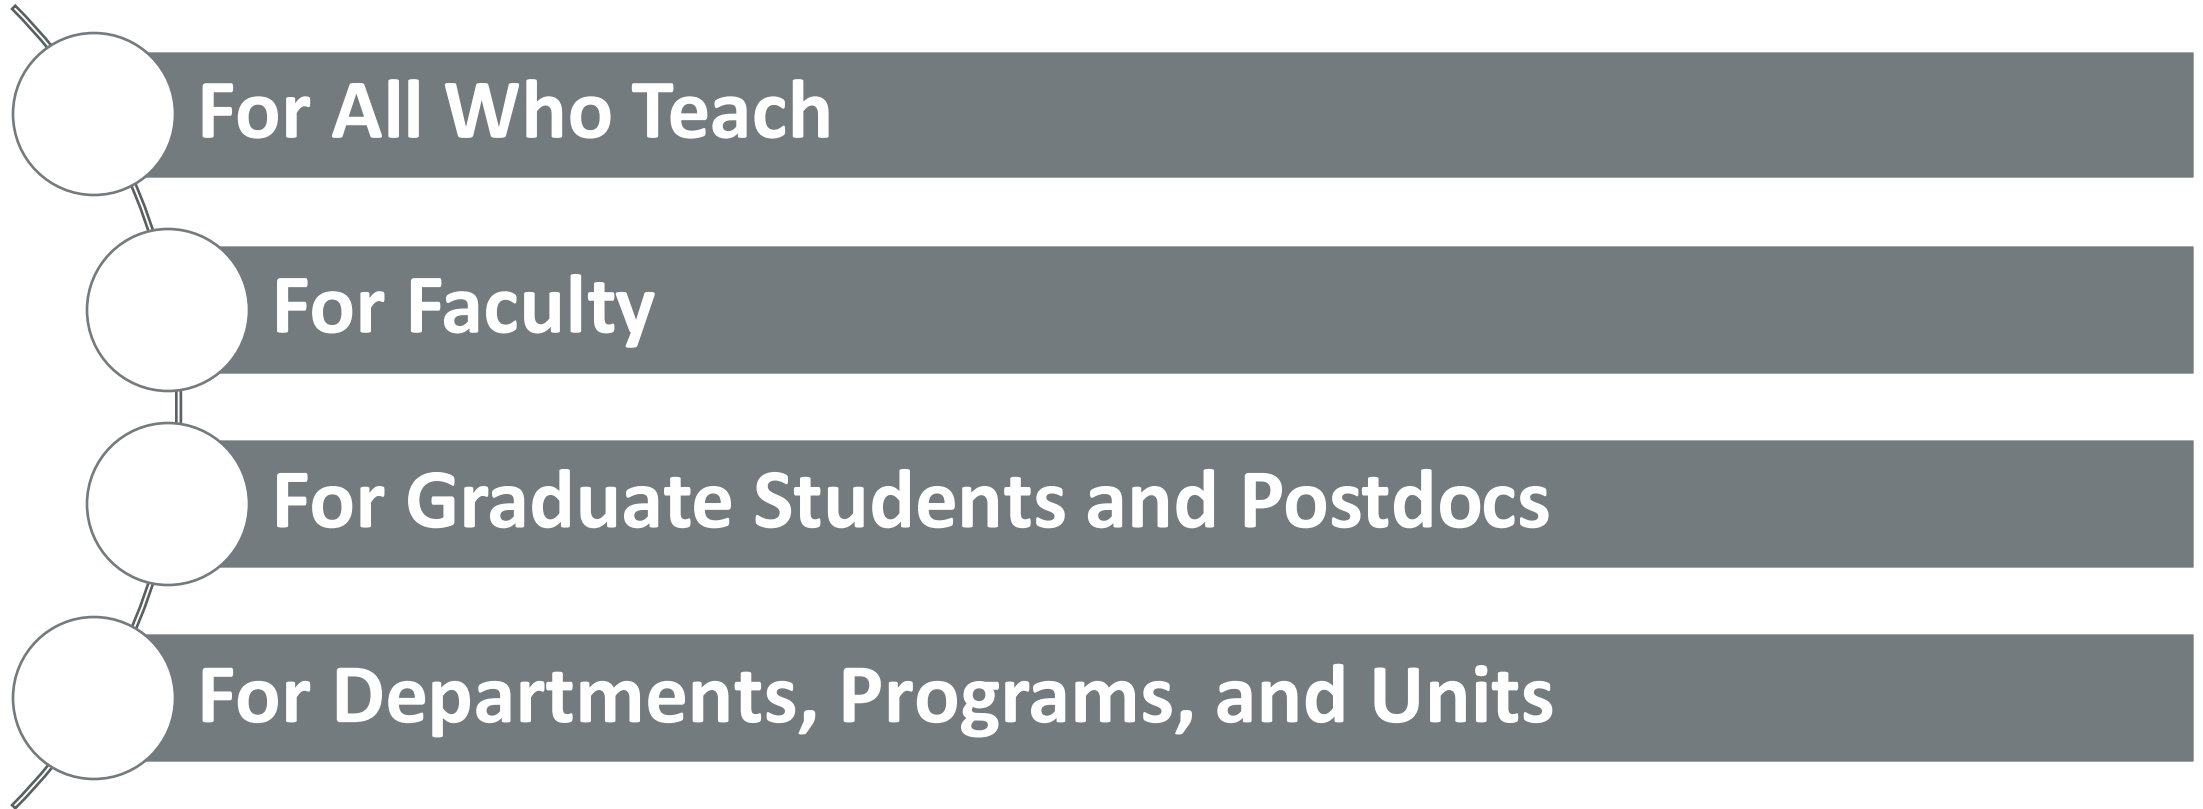 For All Who Teach
For Faculty
For Graduate Students and Postdocs
For Departments, Programs, and Units